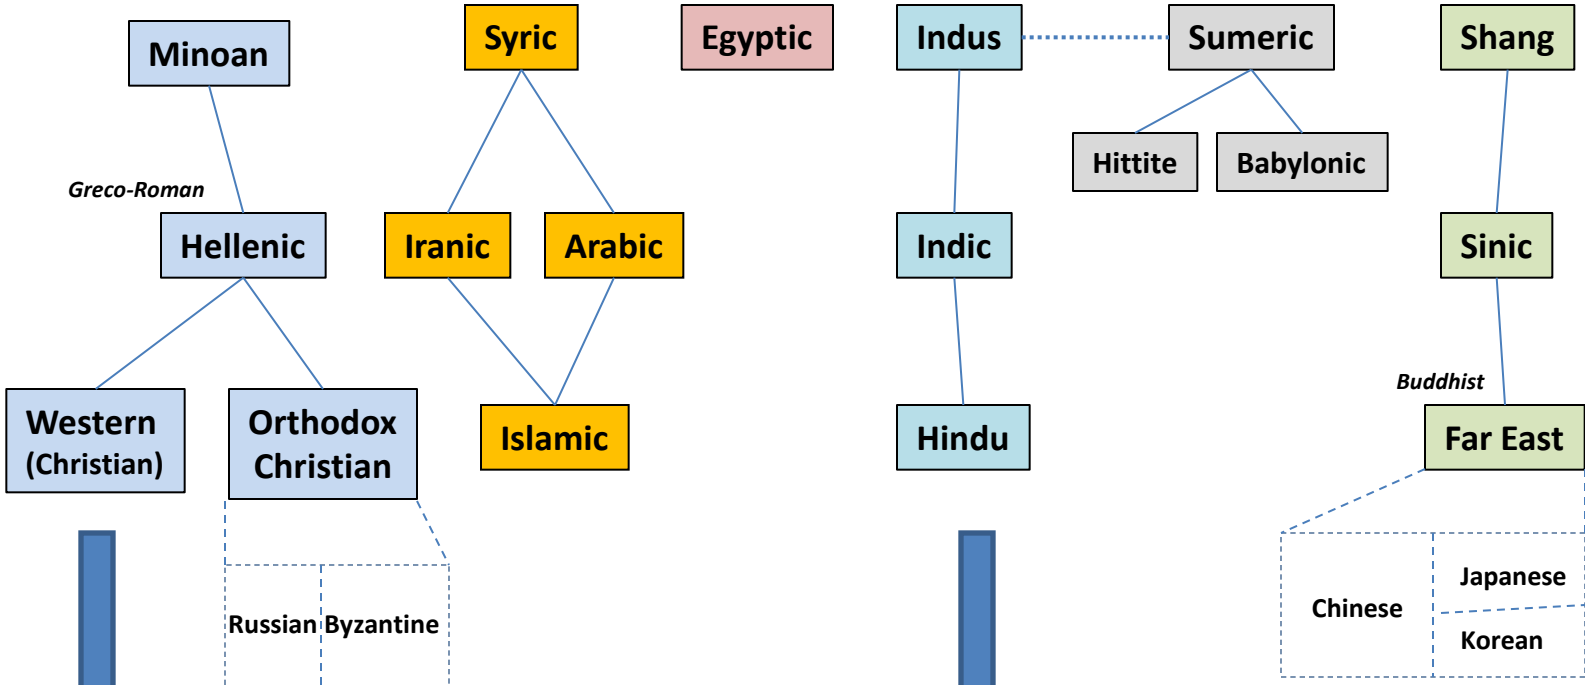 Minoan
Syric
Egyptic
Indus
Sumeric
Shang
Hittite
Babylonic
Greco-Roman
Hellenic
Iranic
Arabic
Indic
Sinic
Buddhist
Western
(Christian)
Orthodox
Christian
Islamic
Hindu
Far East
Russian
Byzantine
Chinese
Japanese
Korean